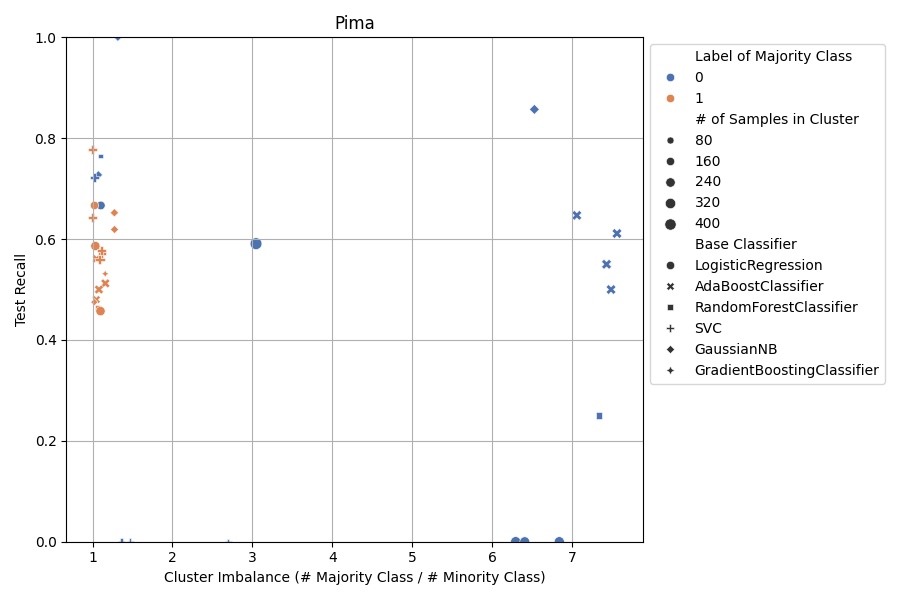 Pima
1.0
0.8
0.6
0.4
0.2
0.0
Test Recall
1 2 3 4 5 6 7
Cluster Imbalance (# Majority Class / # Minority Class)
Label of Majority Class
0
1
# of Samples in Cluster
80
160
240
320
400
Base Classifier
LogisticRegression
AdaBoostClassifier
RandomForestClassifier
SVC
GaussianNB
GradientBoostingClassifier